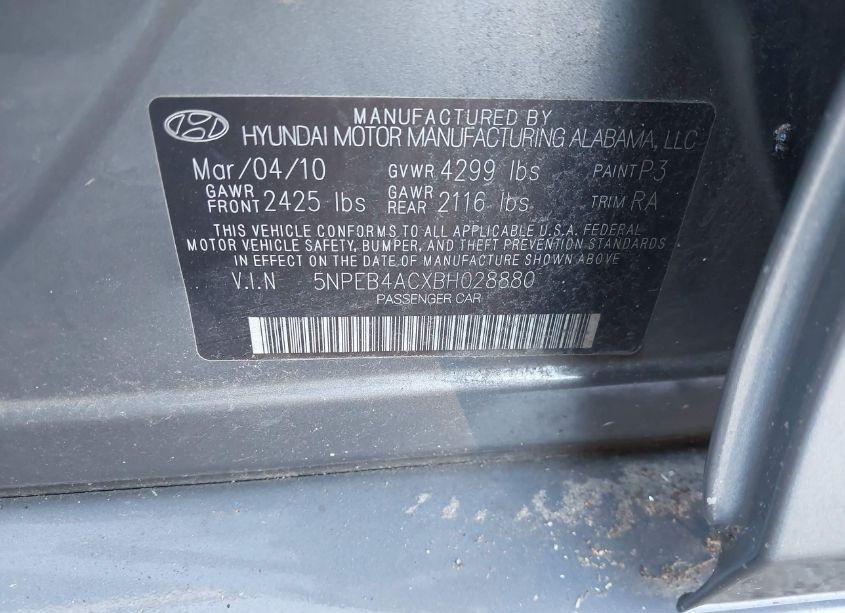 MANUFACTURED BY
HYUNDAI MOTOR MANUFACTURING ALABAMA, LLC
Mar/04/10 GVWR 4299 lbs PAINT P3
GAWR FRONT 2425 lbs GAWR REAR 2116 lbs TRIM RA
THIS VEHICLE CONFORMS TO ALL APPLICABLE U.S.A. FEDERAL
MOTOR VEHICLE SAFETY, BUMPER, AND THEFT PREVENTION STANDARDS
IN EFFECT ON THE DATE OF MANUFACTURE SHOWN ABOVE
V.I.N 5NPEB4ACXBH028880
PASSENGER CAR